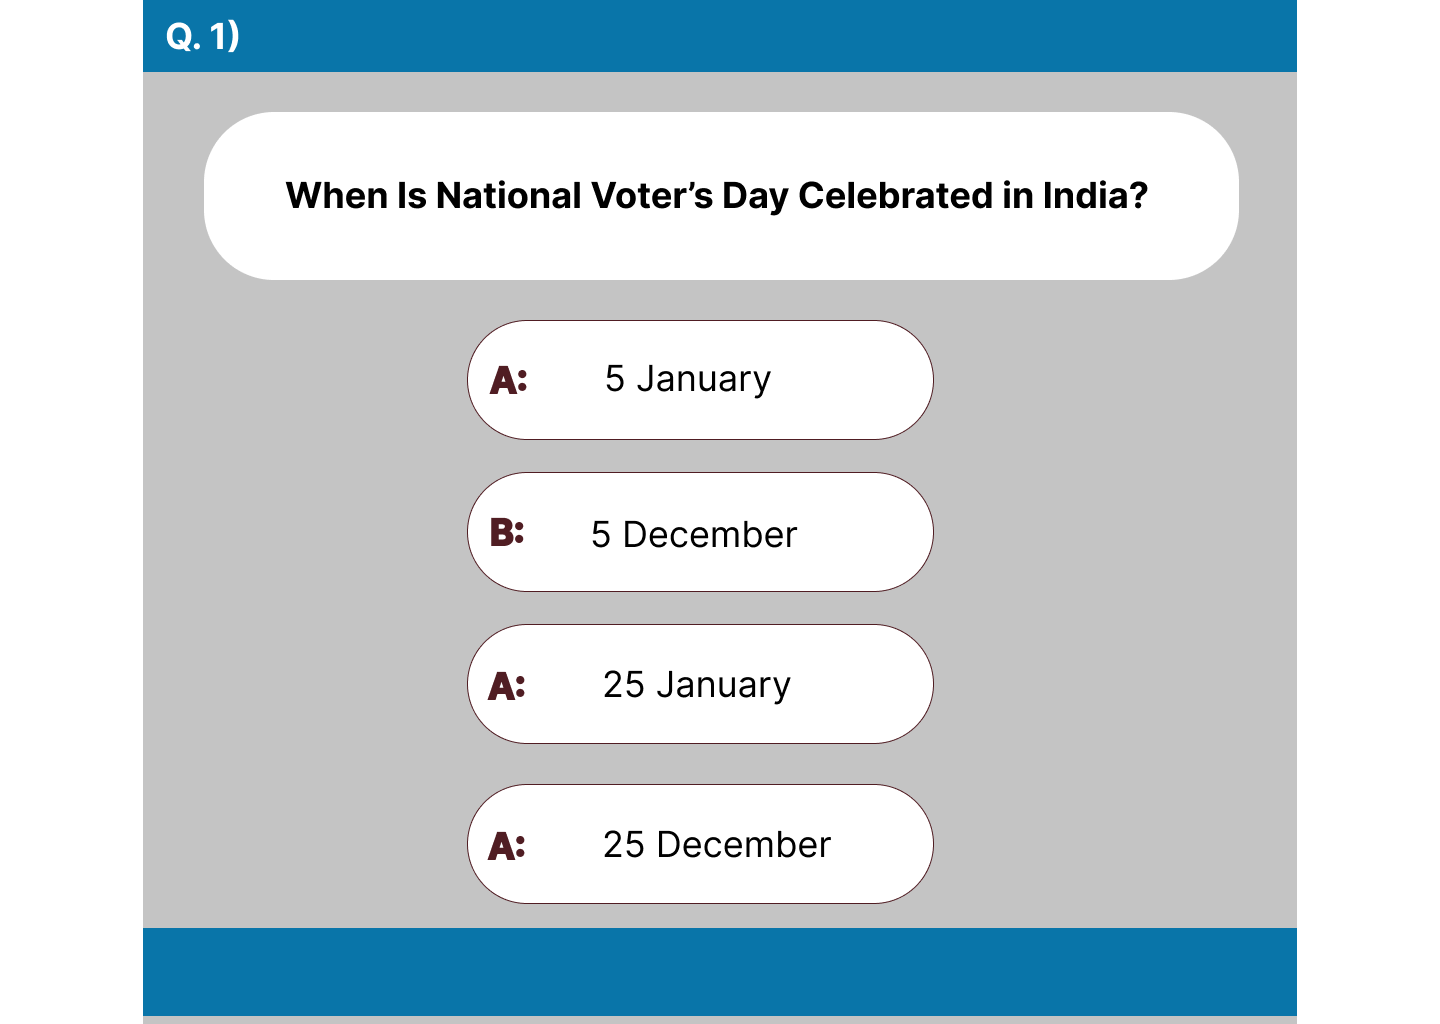 Q. 1)
When Is National Voter’s Day Celebrated in India?
A: 5 January
B: 5 December
A: 25 January
A: 25 December